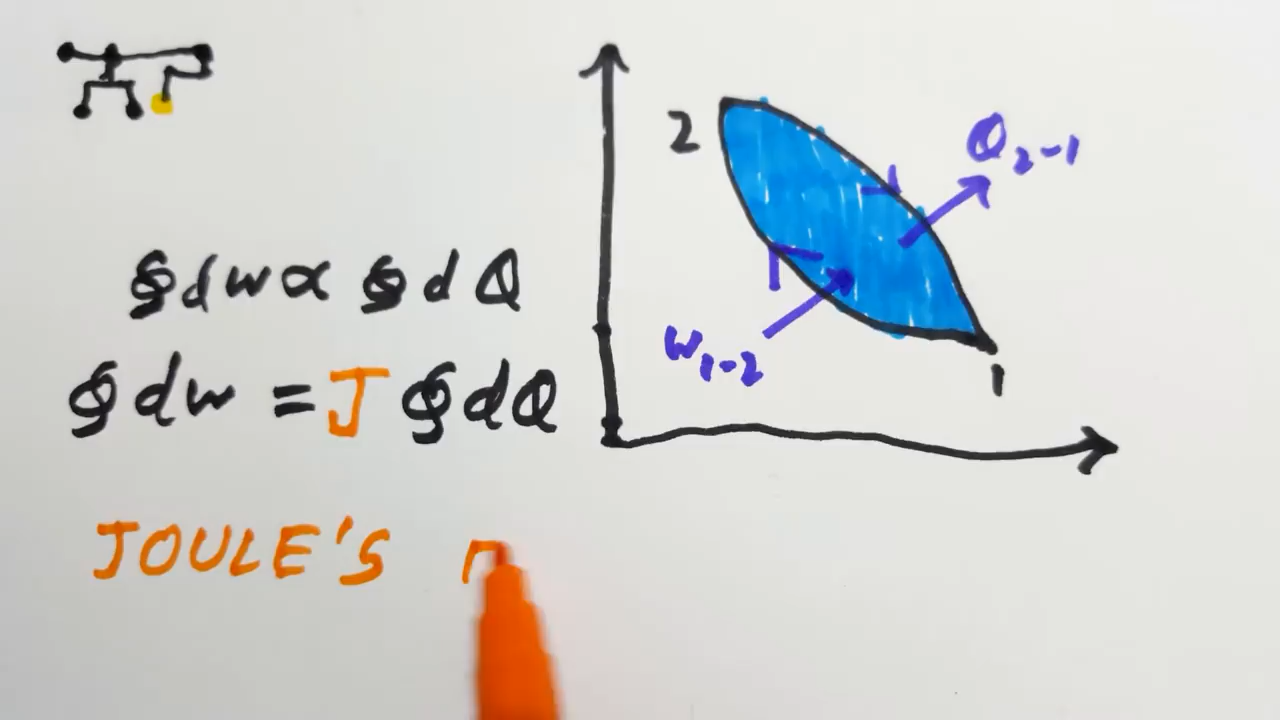 ∮dw ∝ ∮dQ
∮dw = J ∮dQ
JOULE'S
2
Q₂₋₁
W₁₋₂
1